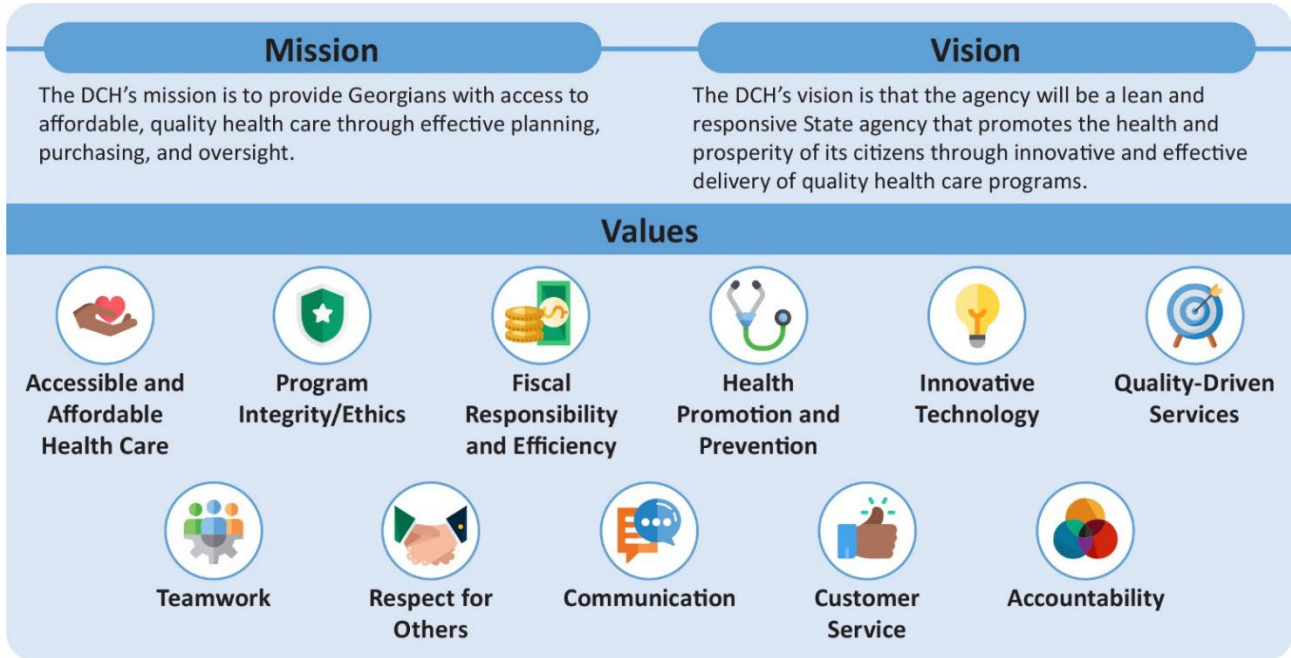 Mission
The DCH’s mission is to provide Georgians with access to
affordable, quality health care through effective planning,
purchasing, and oversight.
Vision
The DCH’s vision is that the agency will be a lean and
responsive State agency that promotes the health and
prosperity of its citizens through innovative and effective
delivery of quality health care programs.
Values
Accessible and
Affordable
Health Care
Program
Integrity/Ethics
Fiscal
Responsibility
and Efficiency
Health
Promotion and
Prevention
Innovative
Technology
Quality-Driven
Services
Teamwork
Respect for
Others
Communication
Customer
Service
Accountability